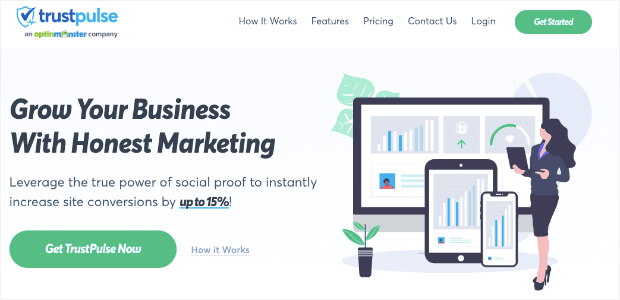 trustpulse
an optinmonster company
How It Works Features Pricing Contact Us Login Get Started
Grow Your Business
With Honest Marketing
Leverage the true power of social proof to instantly
increase site conversions by up to 15%!
Get TrustPulse Now How it Works